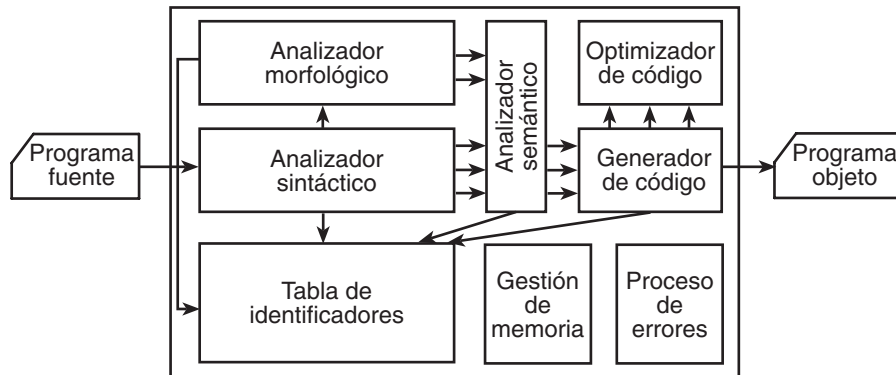 Analizador
morfológico
Analizador
semántico
Optimizador
de código
Programa
fuente
Analizador
sintáctico
Generador
de código
Programa
objeto
Tabla de
identificadores
Gestión
de
memoria
Proceso
de
errores